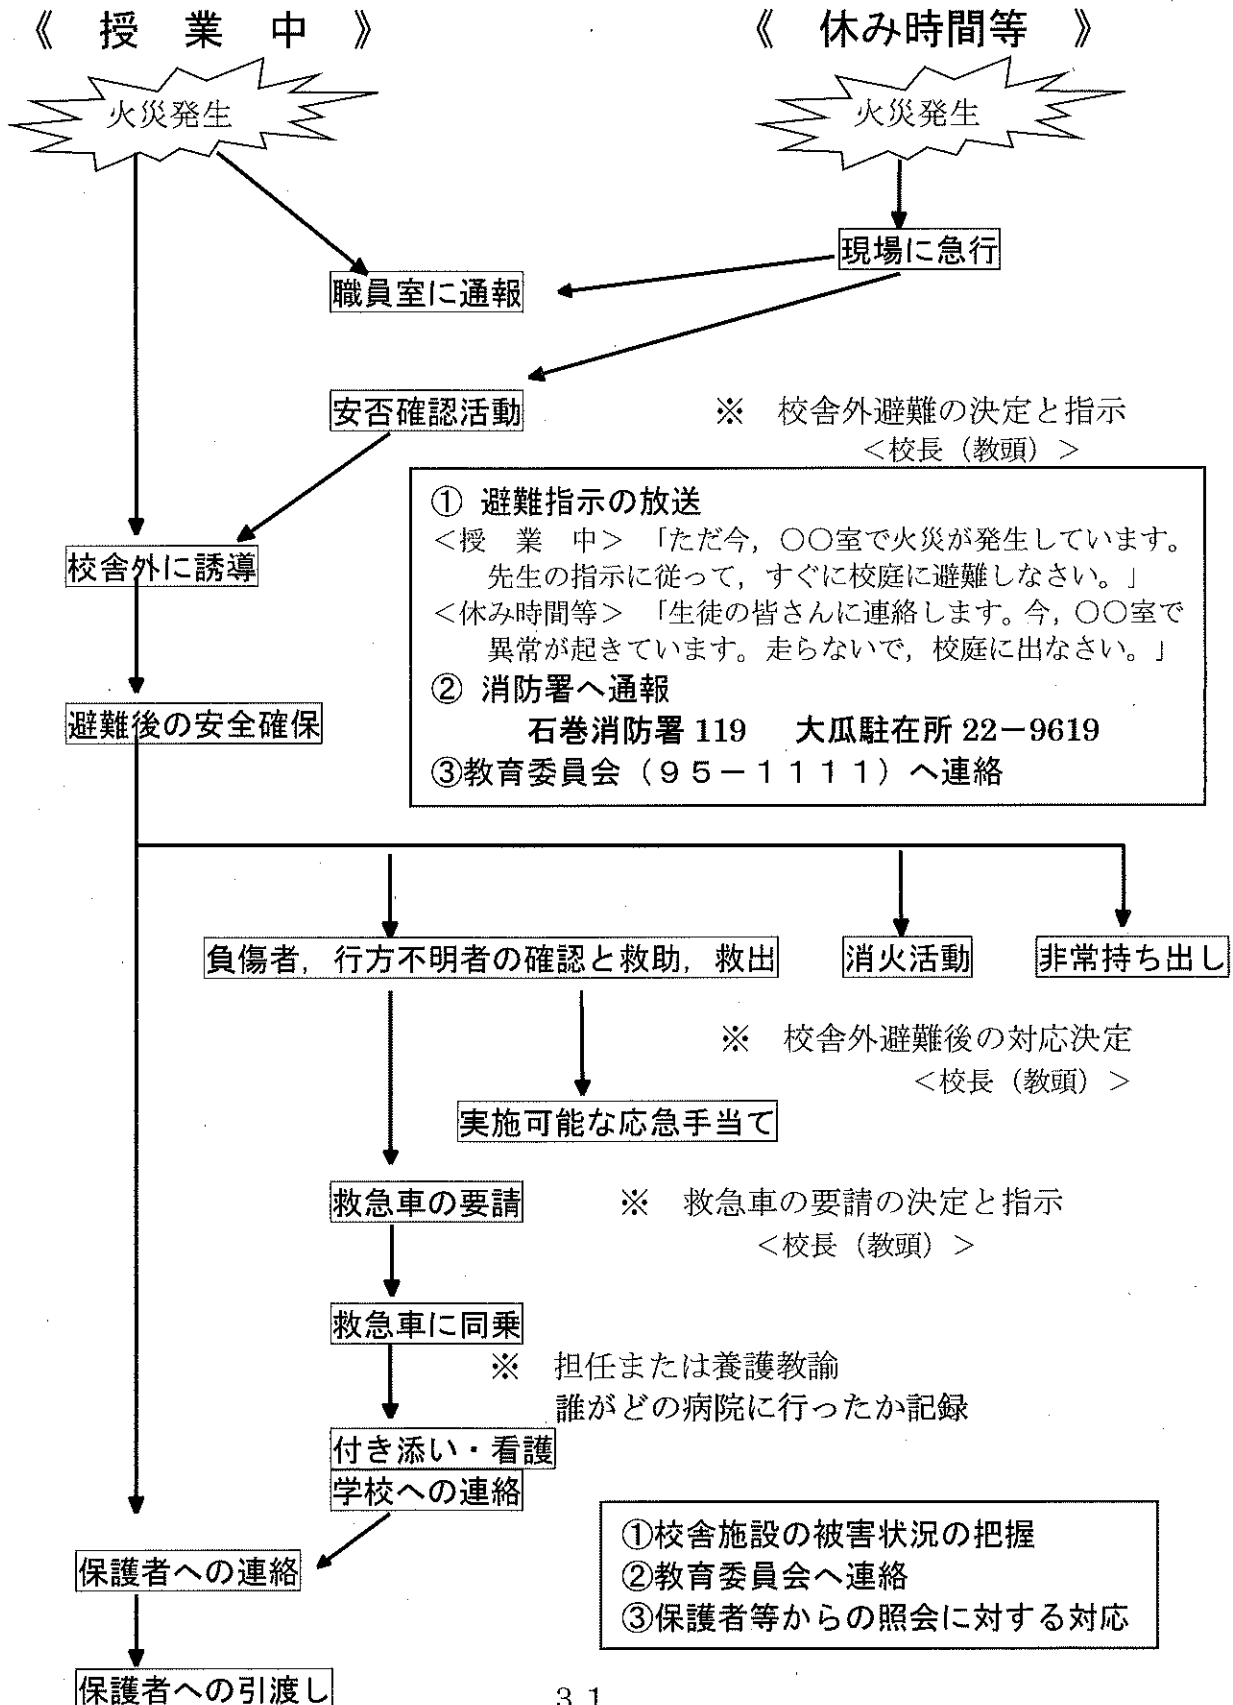 《 授 業 中 》
《 休み時間等 》
火災発生
火災発生
現場に急行
職員室に通報
安否確認活動
※ 校舎外避難の決定と指示
＜校長（教頭）＞
① 避難指示の放送
＜授 業 中＞ 「ただ今，○○室で火災が発生しています。
先生の指示に従って，すぐに校庭に避難しなさい。」
＜休み時間等＞ 「生徒の皆さんに連絡します。今，○○室で
異常が起きています。走らないで，校庭に出なさい。」
② 消防署へ通報
石巻消防署 119 大瓜駐在所 22－9619
③教育委員会（９５－１１１１）へ連絡
校舎外に誘導
避難後の安全確保
負傷者，行方不明者の確認と救助，救出
消火活動
非常持ち出し
※ 校舎外避難後の対応決定
＜校長（教頭）＞
実施可能な応急手当て
救急車の要請
※ 救急車の要請の決定と指示
＜校長（教頭）＞
救急車に同乗
※ 担任または養護教諭
誰がどの病院に行ったか記録
付き添い・看護
学校への連絡
①校舎施設の被害状況の把握
②教育委員会へ連絡
③保護者等からの照会に対する対応
保護者への連絡
保護者への引渡し
３１